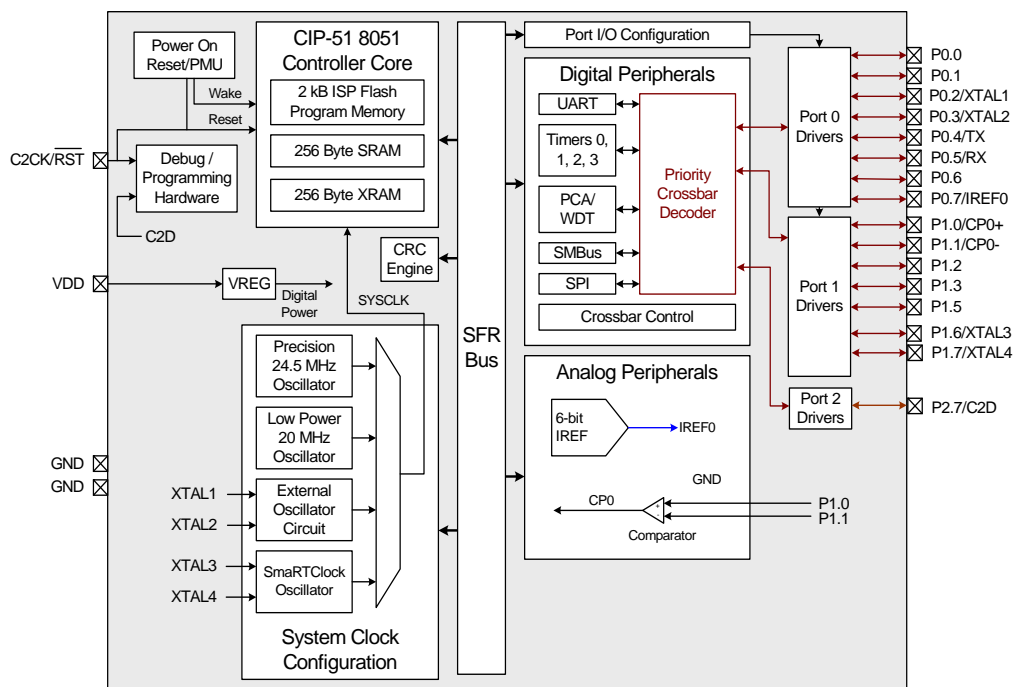 Power On
Reset/PMU
Wake
Reset
C2CK/RST
Debug /
Programming
Hardware
C2D
VDD
VREG
Digital
Power
GND
GND
CIP-51 8051
Controller Core
2 kB ISP Flash
Program Memory
256 Byte SRAM
256 Byte XRAM
CRC
Engine
SYSCLK
Precision
24.5 MHz
Oscillator
Low Power
20 MHz
Oscillator
XTAL1
XTAL2
External
Oscillator
Circuit
XTAL3
XTAL4
SmaRTClock
Oscillator
System Clock
Configuration
SFR
Bus
Port I/O Configuration
Digital Peripherals
UART
Timers 0,
1, 2, 3
PCA/
WDT
SMBus
SPI
Priority
Crossbar
Decoder
Crossbar Control
Analog Peripherals
6-bit
IREF
IREF0
GND
CP0
+
-
Comparator
P1.0
P1.1
Port 0
Drivers
Port 1
Drivers
Port 2
Drivers
P0.0
P0.1
P0.2/XTAL1
P0.3/XTAL2
P0.4/TX
P0.5/RX
P0.6
P0.7/IREF0
P1.0/CP0+
P1.1/CP0-
P1.2
P1.3
P1.5
P1.6/XTAL3
P1.7/XTAL4
P2.7/C2D